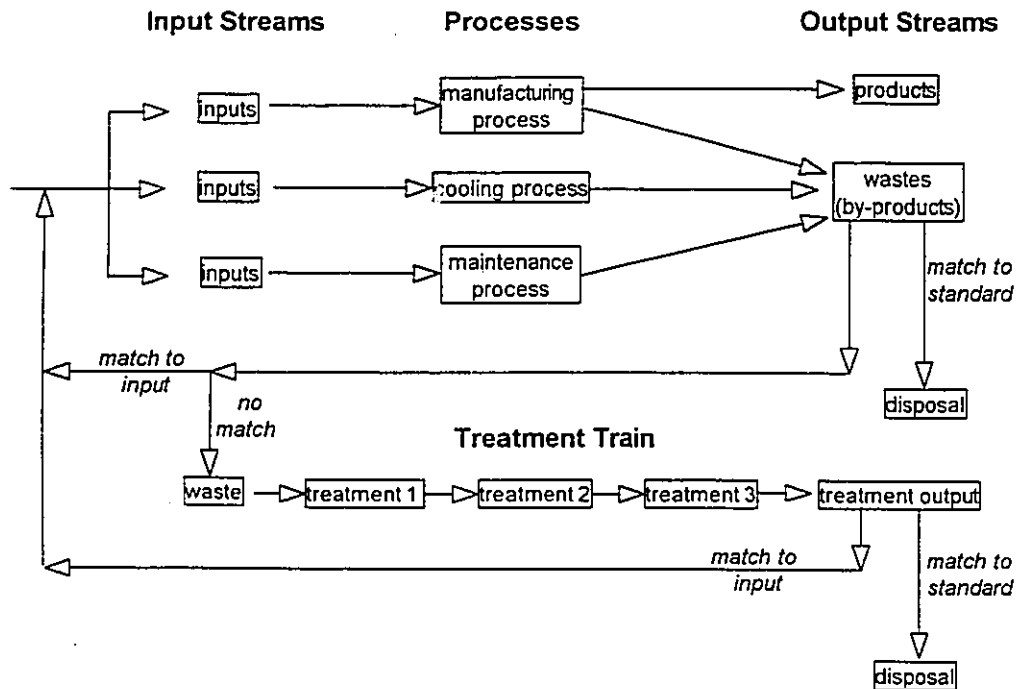 Input Streams
Processes
Output Streams
inputs
manufacturing
process
products
inputs
cooling process
wastes
(by-products)
inputs
maintenance
process
match to
standard
match to
input
no
match
disposal
Treatment Train
waste
treatment 1
treatment 2
treatment 3
treatment output
match to
input
match to
standard
disposal